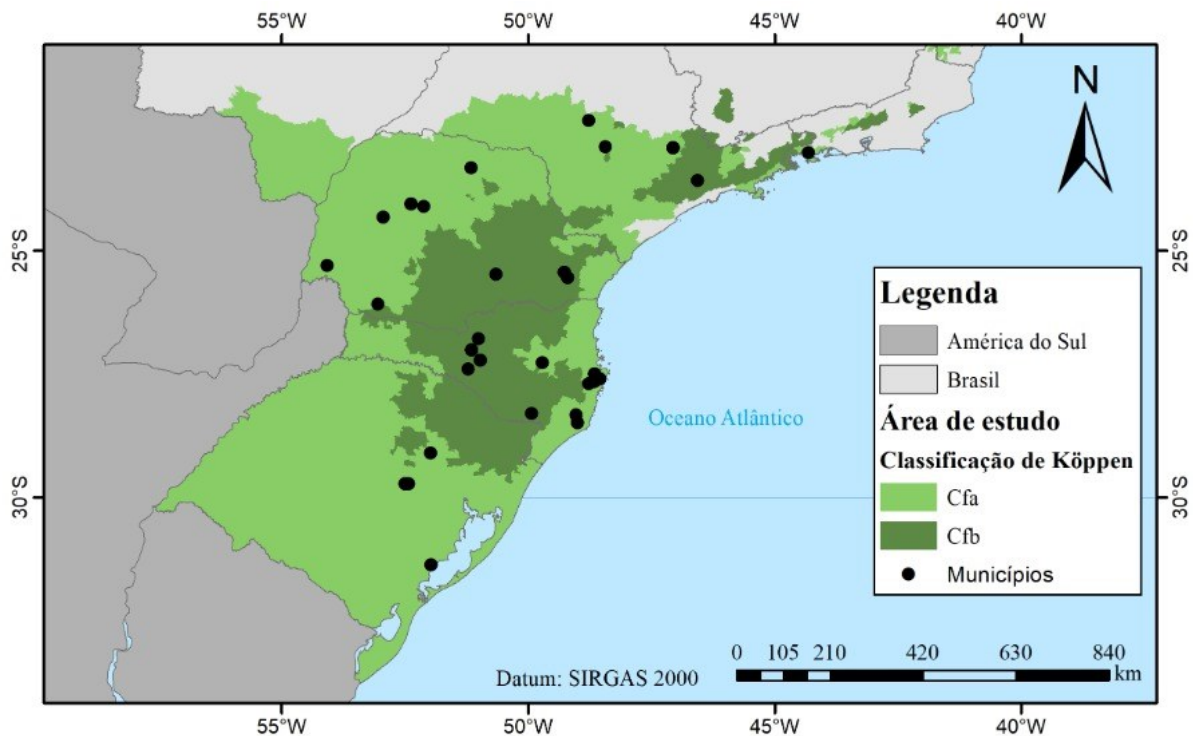 55°W 50°W 45°W 40°W
N
25°S 25°S
Legenda
América do Sul
Brasil
Área de estudo
Oceano Atlântico
Classificação de Köppen
30°S 30°S
Cfa
Cfb
Municípios
0 105 210 420 630 840
km
Datum: SIRGAS 2000
55°W 50°W 45°W 40°W